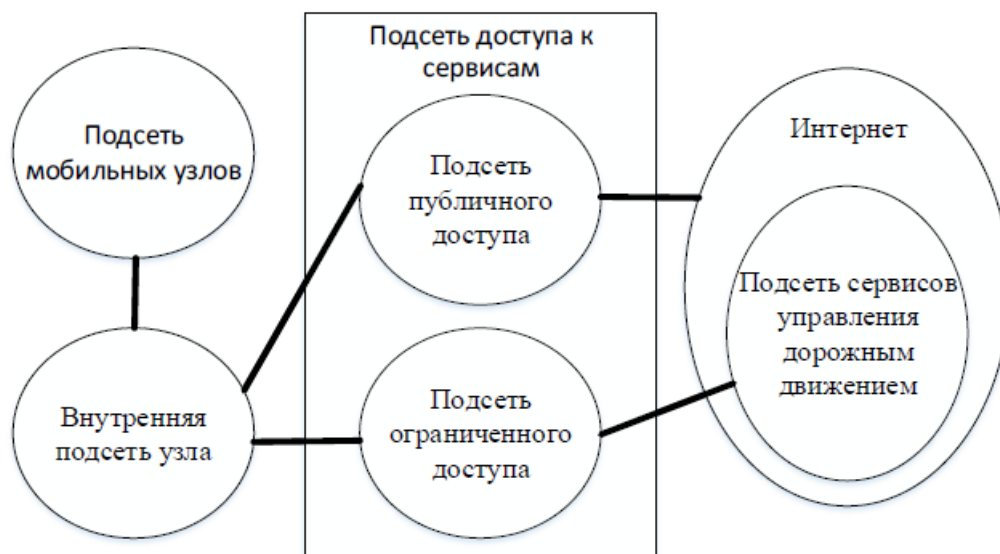 Подсеть доступа к
сервисам
Подсеть
мобильных узлов
Подсеть
публичного
доступа
Интернет
Подсеть сервисов
управления
дорожным
движением
Внутренняя
подсеть узла
Подсеть
ограниченного
доступа